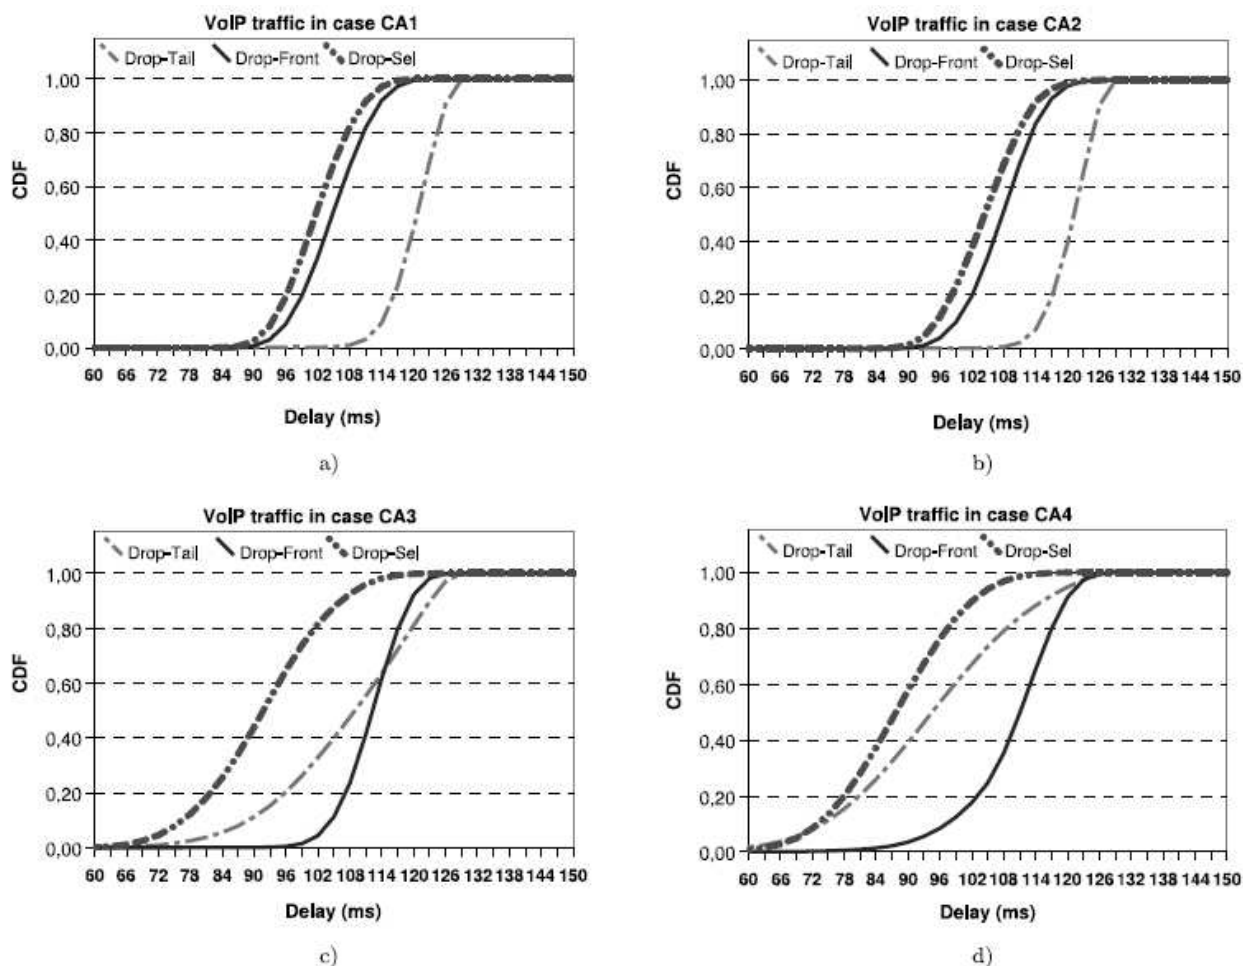 VoIP traffic in case CA1
Drop-Tail Drop-Front Drop-Sel
1,00
0,80
0,60
0,40
0,20
0,00
CDF
60 66 72 78 84 90 96 102 108 114 120 126 132 138 144 150
Delay (ms)
a)
VoIP traffic in case CA2
Drop-Tail Drop-Front Drop-Sel
1,00
0,80
0,60
0,40
0,20
0,00
CDF
60 66 72 78 84 90 96 102 108 114 120 126 132 138 144 150
Delay (ms)
b)
VoIP traffic in case CA3
Drop-Tail Drop-Front Drop-Sel
1,00
0,80
0,60
0,40
0,20
0,00
CDF
60 66 72 78 84 90 96 102 108 114 120 126 132 138 144 150
Delay (ms)
c)
VoIP traffic in case CA4
Drop-Tail Drop-Front Drop-Sel
1,00
0,80
0,60
0,40
0,20
0,00
CDF
60 66 72 78 84 90 96 102 108 114 120 126 132 138 144 150
Delay (ms)
d)